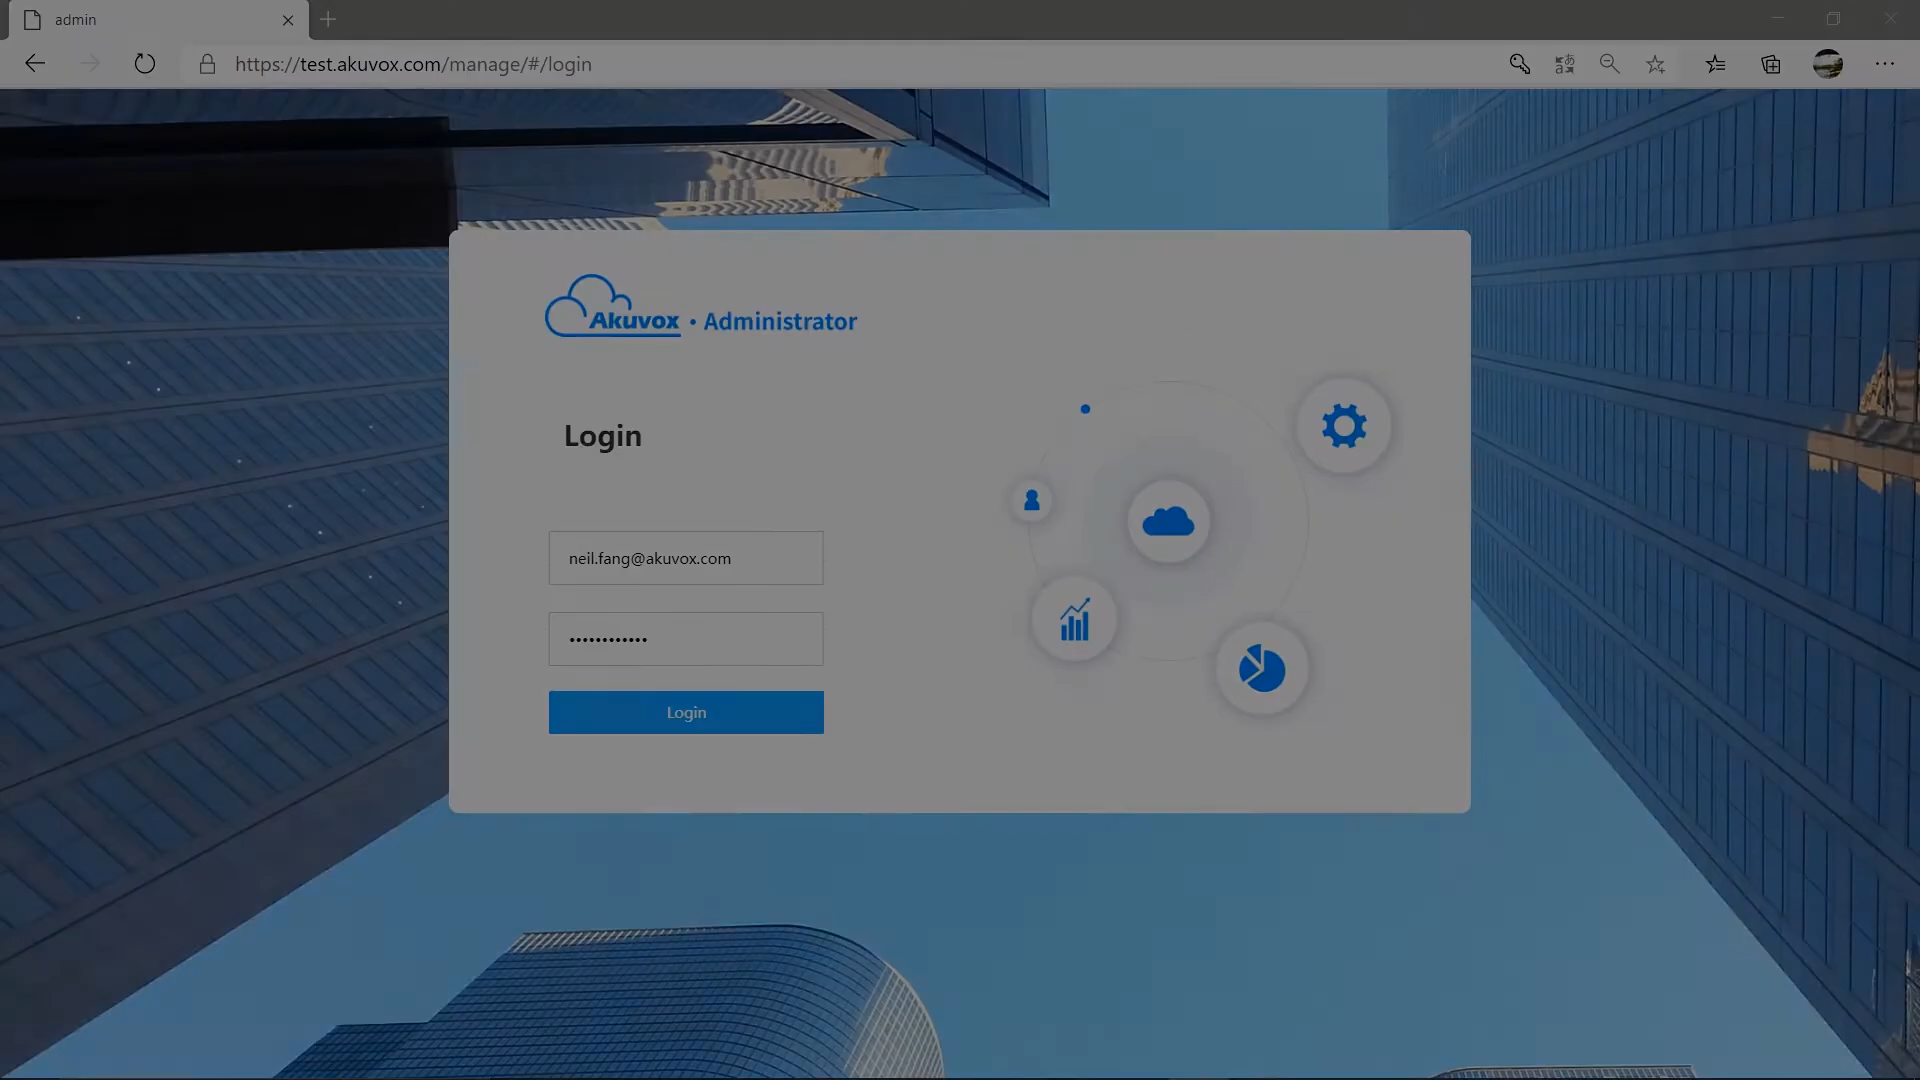 admin
https://test.akuvox.com/manage/#/login
Akuvox • Administrator
Login
neil.fang@akuvox.com
••••••••••••
Login